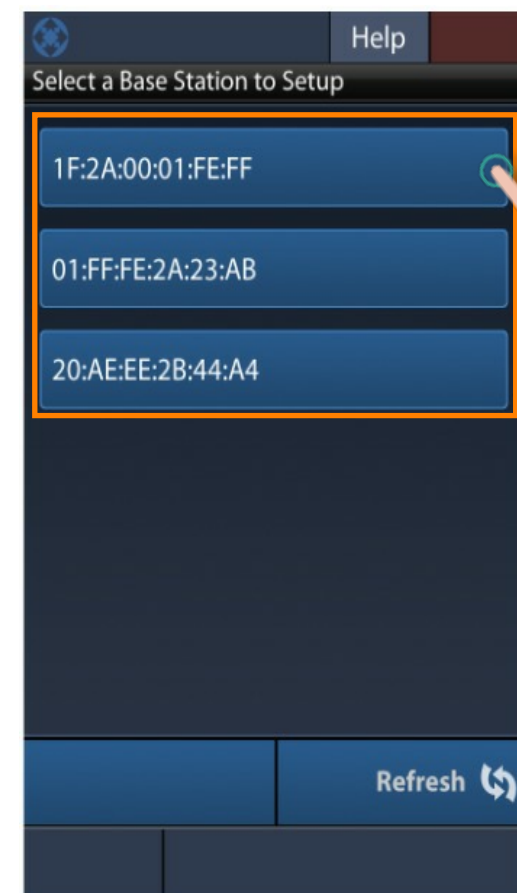 Help
Select a Base Station to Setup
1F:2A:00:01:FE:FF
01:FF:FE:2A:23:AB
20:AE:EE:2B:44:A4
Refresh